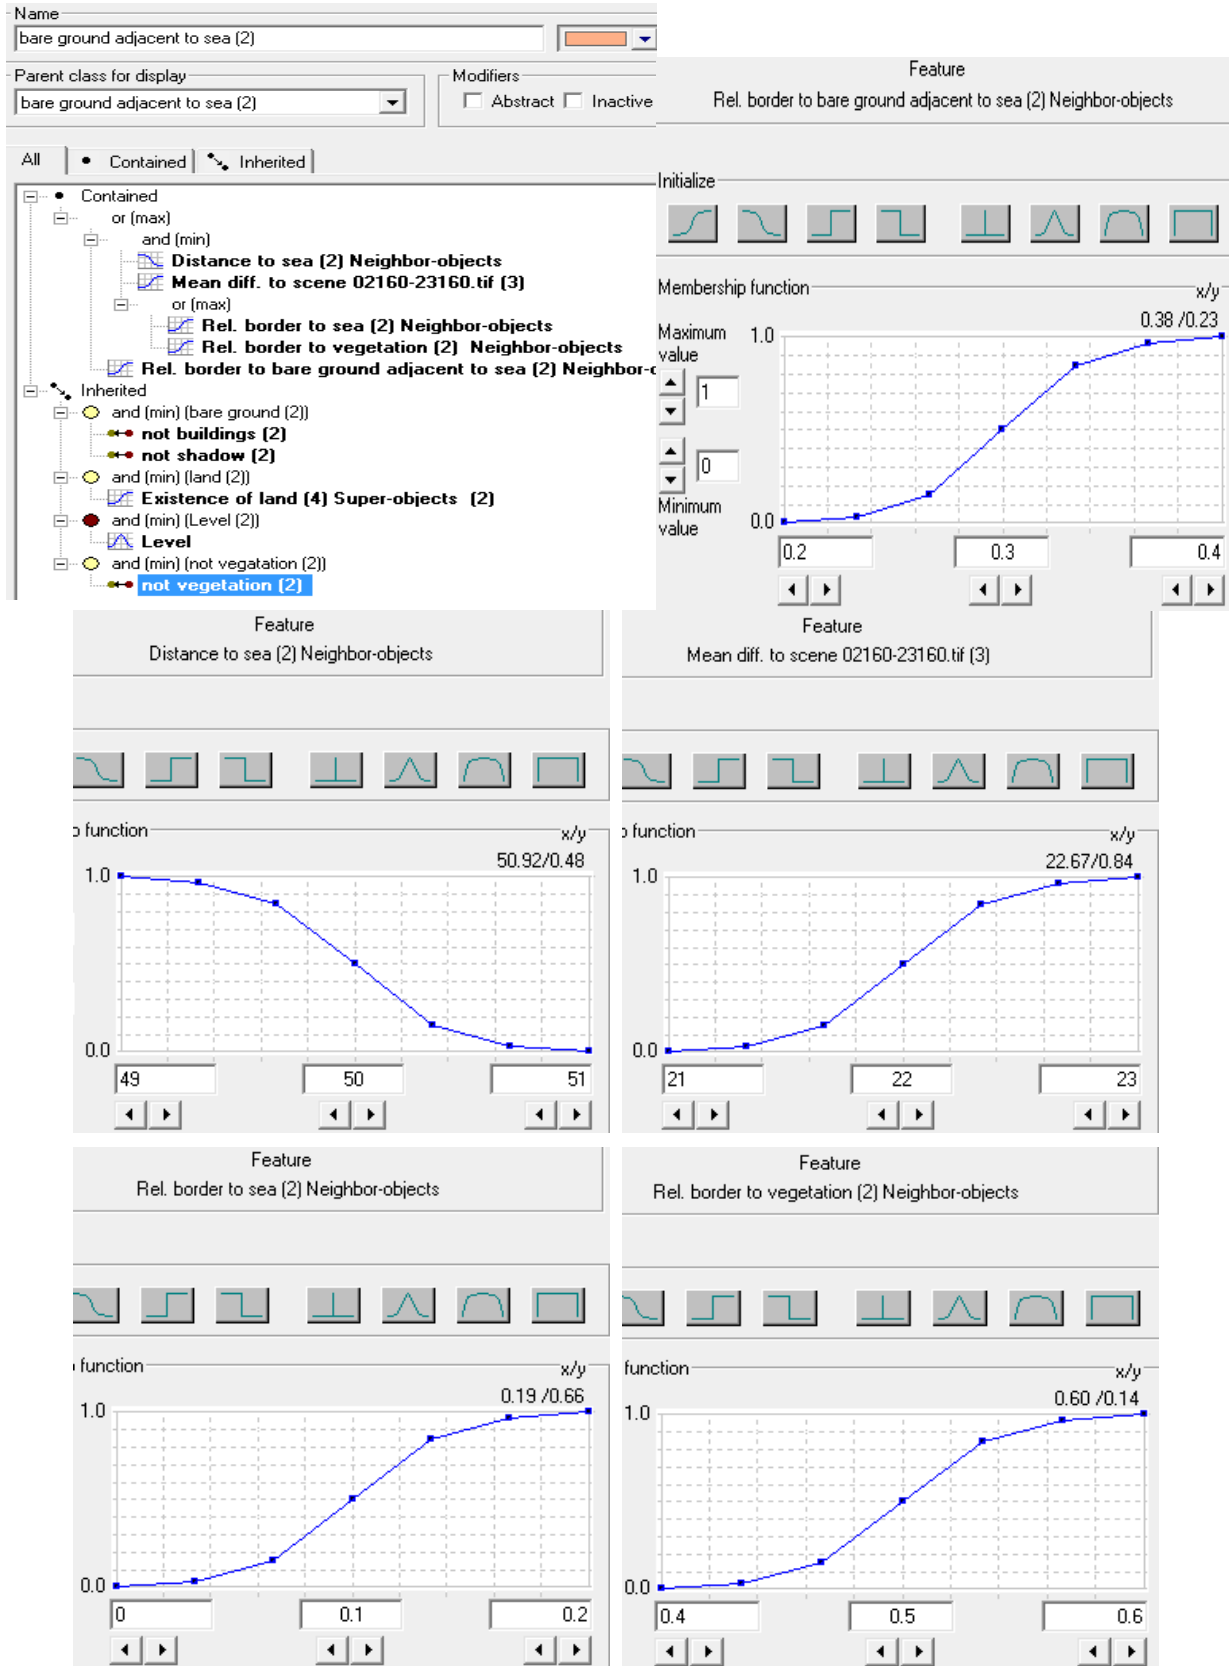 Name
bare ground adjacent to sea (2)
Parent class for display
bare ground adjacent to sea (2)
Modifiers
Abstract
Inactive
All
Contained
Inherited
Contained
or (max)
and (min)
Distance to sea (2) Neighbor-objects
Mean diff. to scene 02160-23160.tif (3)
or (max)
Rel. border to sea (2) Neighbor-objects
Rel. border to vegetation (2) Neighbor-objects
Rel. border to bare ground adjacent to sea (2) Neighbor-o
Inherited
and (min) (bare ground (2))
not buildings (2)
not shadow (2)
and (min) (land (2))
Existence of land (4) Super-objects (2)
and (min) (Level (2))
Level
and (min) (not vegatation (2))
not vegetation (2)
Feature
Rel. border to bare ground adjacent to sea (2) Neighbor-objects
Initialize
Membership function
x/y
0.38 /0.23
Maximum
value
1
0
Minimum
value
1.0
0.0
0.2
0.3
0.4
Feature
Distance to sea (2) Neighbor-objects
o function
x/y
50.92/0.48
1.0
0.0
49
50
51
Feature
Mean diff. to scene 02160-23160.tif (3)
o function
x/y
22.67/0.84
1.0
0.0
21
22
23
Feature
Rel. border to sea (2) Neighbor-objects
function
x/y
0.19 /0.66
1.0
0.0
0
0.1
0.2
Feature
Rel. border to vegetation (2) Neighbor-objects
function
x/y
0.60 /0.14
1.0
0.0
0.4
0.5
0.6